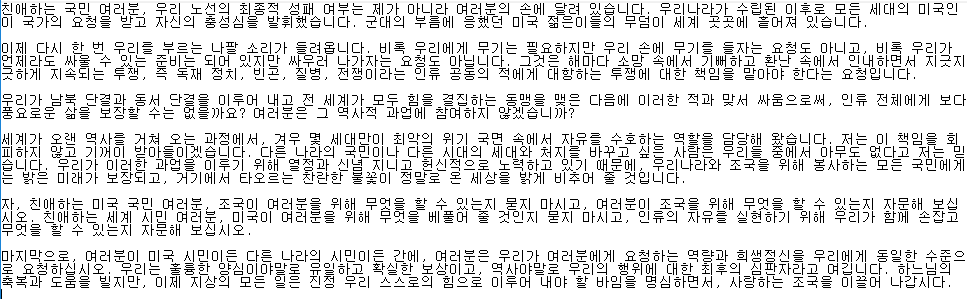 친애하는 국민 여러분, 우리 노선의 최종적 성패 여부는 제가 아니라 여러분의 손에 달려 있습니다. 우리나라가 수립된 이후로 모든 세대의 미국인
이 국가의 요청을 받고 자신의 충성심을 발휘했습니다. 군대의 부름에 응했던 미국 젊은이들의 무덤이 세계 곳곳에 흩어져 있습니다.
이제 다시 한 번 우리를 부르는 나팔 소리가 들려옵니다. 비록 우리에게 무기는 필요하지만 우리 손에 무기를 들자는 요청도 아니고, 비록 우리가
언제라도 싸울 수 있는 준비는 되어 있지만 싸우러 나가자는 요청도 아닙니다. 그것은 해마다 소망 속에서 기뻐하고 환난 속에서 인내하면서 지긋지
긋하게 지속되는 투쟁, 즉 독재 정치, 빈곤, 질병, 전쟁이라는 인류 공동의 적에게 대항하는 투쟁에 대한 책임을 맡아야 한다는 요청입니다.
우리가 남북 단결과 동서 단결을 이루어 내고 전 세계가 모두 힘을 결집하는 동맹을 맺은 다음에 이러한 적과 맞서 싸움으로써, 인류 전체에게 보다
풍요로운 삶을 보장할 수는 없을까요? 여러분은 그 역사적 과업에 참여하지 않겠습니까?
세계가 오랜 역사를 거쳐 오는 과정에서, 겨우 몇 세대만이 최악의 위기 국면 속에서 자유를 수호하는 역할을 담당해 왔습니다. 저는 이 책임을 회
피하지 않고 기꺼이 받아들이겠습니다. 다른 나라의 국민이나 다른 시대의 세대와 처지를 바꾸고 싶은 사람은 우리들 중에서 아무도 없다고 저는 믿
습니다. 우리가 이러한 과업을 이루기 위해 열정과 신념 지니고 헌신적으로 노력하고 있기 때문에, 우리나라와 조국을 위해 봉사하는 모든 국민에게
는 밝은 미래가 보장되고, 거기에서 타오르는 찬란한 불꽃이 정말로 온 세상을 밝게 비추어 줄 것입니다.
자, 친애하는 미국 국민 여러분, 조국이 여러분을 위해 무엇을 할 수 있는지 묻지 마시고, 여러분이 조국을 위해 무엇을 할 수 있는지 자문해 보십
시오. 친애하는 세계 시민 여러분, 미국이 여러분을 위해 무엇을 베풀어 줄 것인지 묻지 마시고, 인류의 자유를 실현하기 위해 우리가 함께 손잡고
무엇을 할 수 있는지 자문해 보십시오.
마지막으로, 여러분이 미국 시민이든 다른 나라의 시민이든 간에, 여러분은 우리가 여러분에게 요청하는 역량과 희생정신을 우리에게 동일한 수준으
로 요청하십시오. 우리는 훌륭한 양심이야말로 유일하고 확실한 보상이고, 역사야말로 우리의 행위에 대한 최후의 심판자라고 여깁니다. 하느님의
축복과 도움을 빌지만, 이제 지상의 모든 일은 진정 우리 스스로의 힘으로 이루어 내야 할 바임을 명심하면서, 사랑하는 조국을 이끌어 나갑시다.